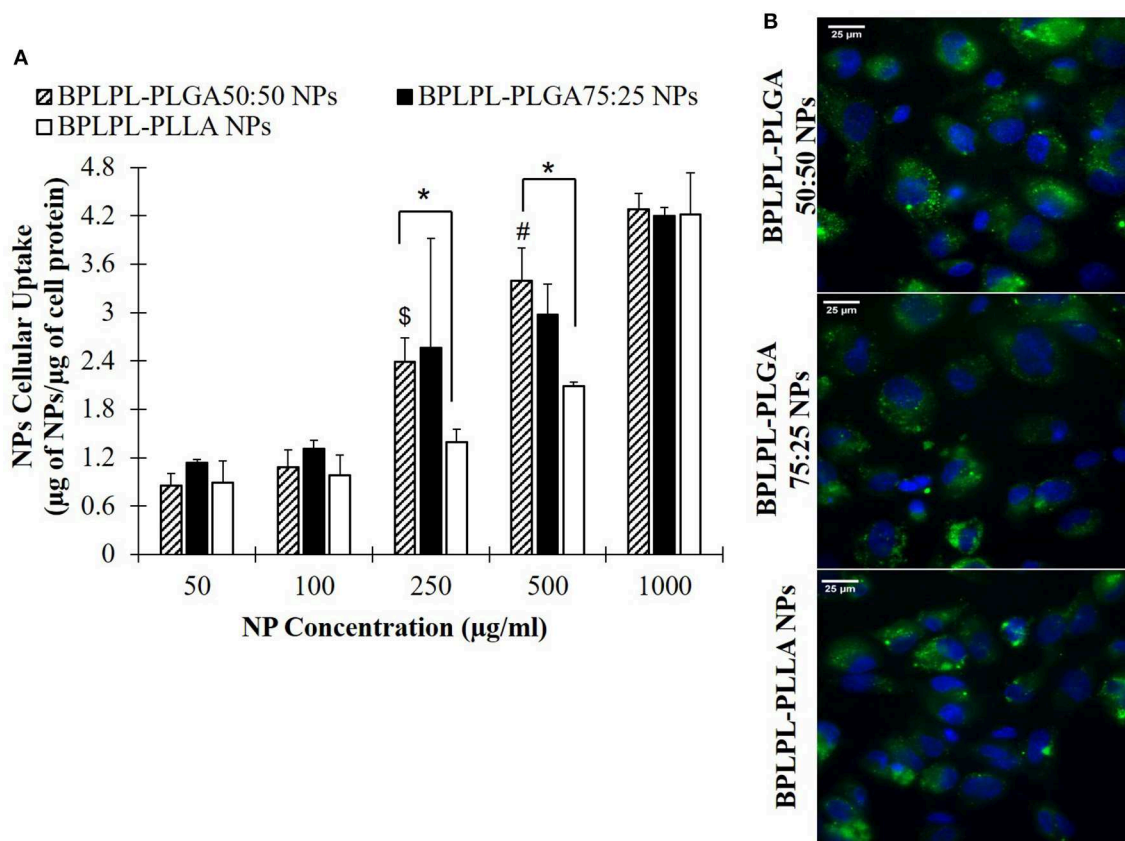 A
BPLPL-PLGA50:50 NPs
BPLPL-PLGA75:25 NPs
BPLPL-PLLA NPs
NPs Cellular Uptake
(µg of NPs/µg of cell protein)
4.8
4.2
3.6
3
2.4
1.8
1.2
0.6
0
$
*
#
*
50
100
250
500
1000
NP Concentration (µg/ml)
B
BPLPL-PLGA
50:50 NPs
25 µm
BPLPL-PLGA
75:25 NPs
25 µm
BPLPL-PLLA NPs
25 µm